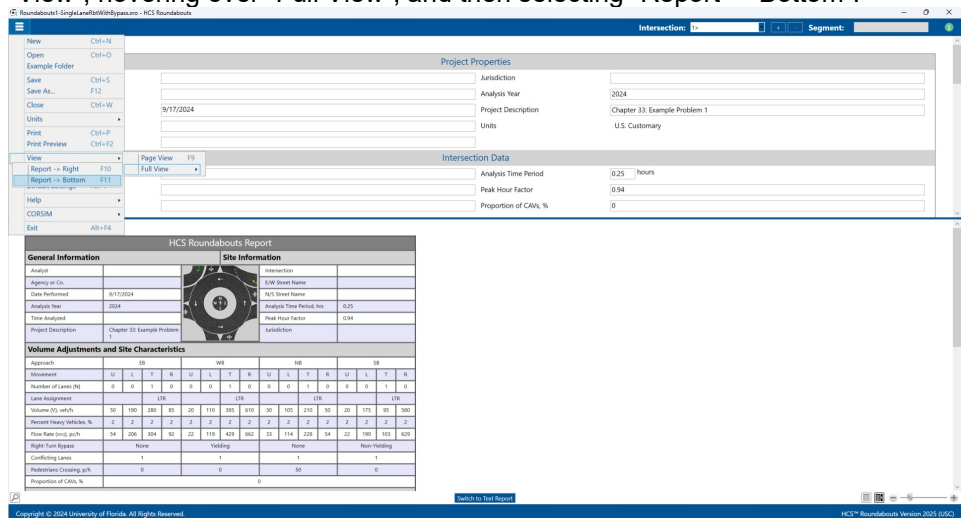 View", hovering over "Full View", and then selecting "Report -> Bottom".
Roundabouts1-SingleLaneRbtWithBypass.xro - HCS Roundabouts
Intersection: 1> Segment:
New Ctrl+N
Open Ctrl+O
Example Folder
Save Ctrl+S
Save As... F12
Close Ctrl+W
Units
Print Ctrl+P
Print Preview Ctrl+F2
View
Page View F9
Full View
Report -> Right F10
Report -> Bottom F11
Help
CORSIM
Exit Alt+F4
Project Properties
Jurisdiction
Analysis Year 2024
9/17/2024 Project Description Chapter 33: Example Problem 1
Units U.S. Customary
Intersection Data
Analysis Time Period 0.25 hours
Peak Hour Factor 0.94
Proportion of CAVs, % 0
HCS Roundabouts Report
General Information Site Information
Analyst Intersection
Agency or Co. E/W Street Name
Date Performed 9/17/2024 N/S Street Name
Analysis Year 2024 Analysis Time Period, hrs 0.25
Time Analyzed Peak Hour Factor 0.94
Project Description Chapter 33: Example Problem 1 Jurisdiction
Volume Adjustments and Site Characteristics
Approach EB WB NB SB
Movement U L T R U L T R U L T R U L T R
Number of Lanes (N) 0 0 1 0 0 0 1 0 0 0 1 0 0 0 1 0
Lane Assignment LTR LTR LTR LTR
Volume (V), veh/h 50 190 280 85 20 110 395 610 30 105 210 50 20 175 95 580
Percent Heavy Vehicles, % 2 2 2 2 2 2 2 2 2 2 2 2 2 2 2 2
Flow Rate (vPCE), pc/h 54 206 304 92 22 119 429 662 33 114 228 54 22 190 103 629
Right-Turn Bypass None Yielding None Non-Yielding
Conflicting Lanes 1 1 1 1
Pedestrians Crossing, p/h 0 0 50 0
Proportion of CAVs, % 0
Switch to Text Report
Copyright © 2024 University of Florida. All Rights Reserved. HCS™ Roundabouts Version 2025 (USC)